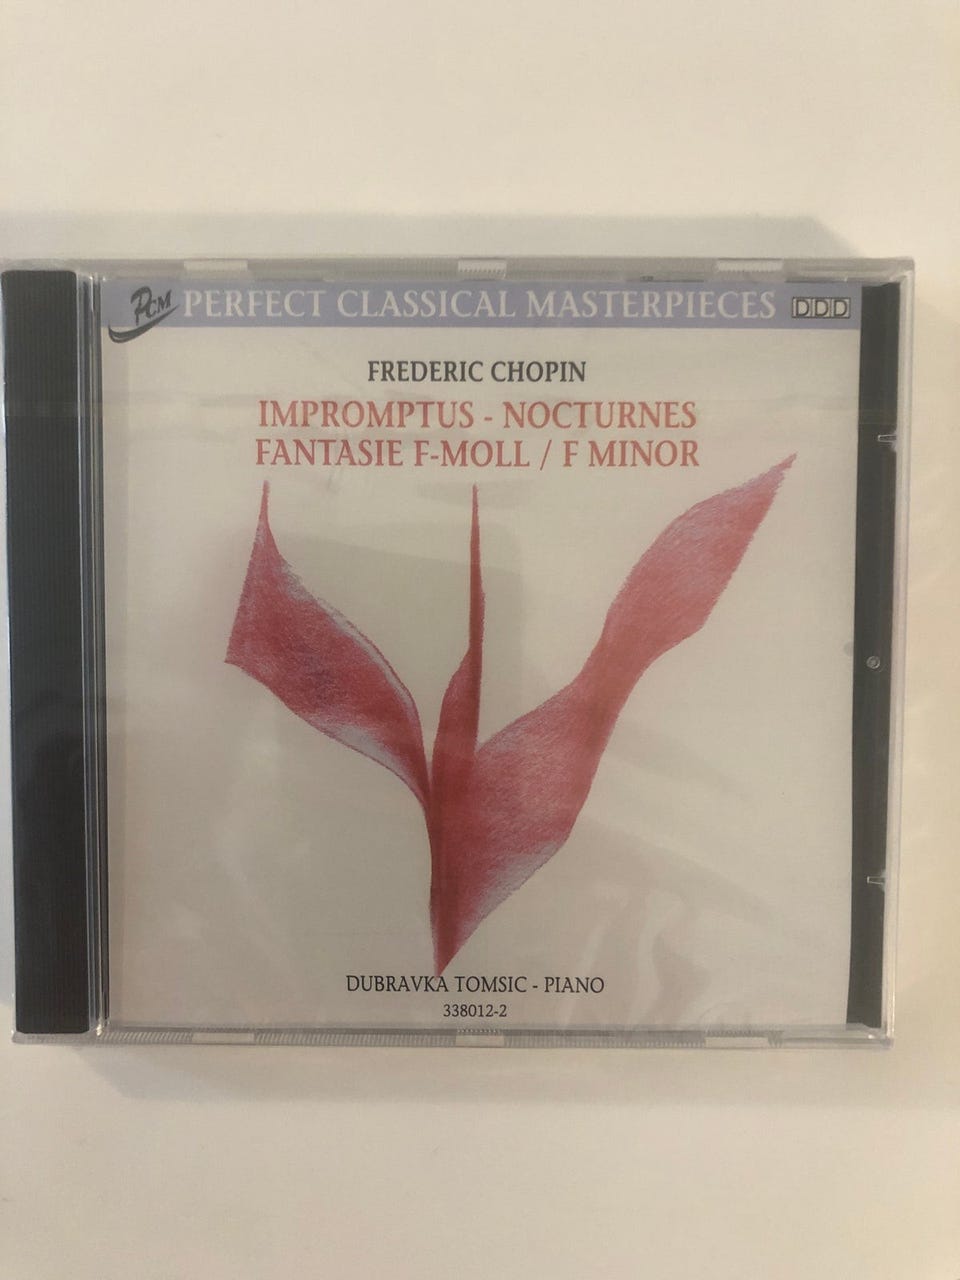 PCM PERFECT CLASSICAL MASTERPIECES DDD
FREDERIC CHOPIN
IMPROMPTUS - NOCTURNES
FANTASIE F-MOLL / F MINOR
DUBRAVKA TOMSIC - PIANO
338012-2